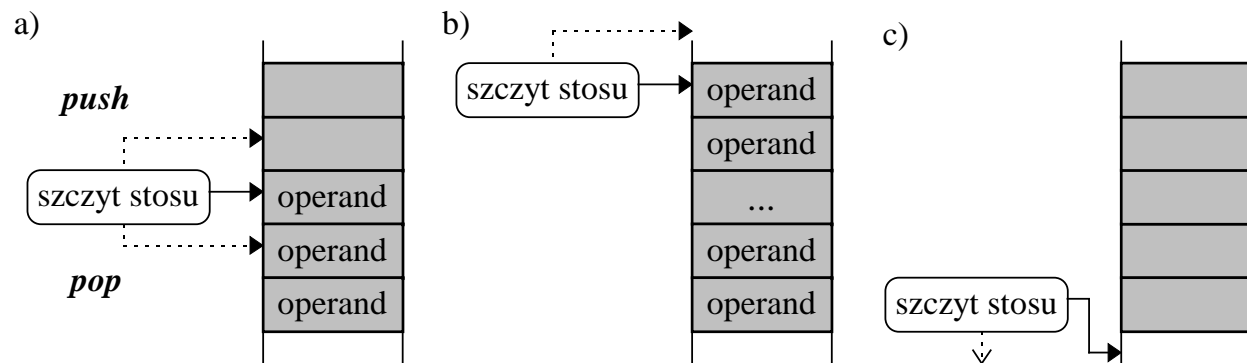 a)
push
szczyt stosu
pop
operand
operand
operand
b)
szczyt stosu
operand
operand
...
operand
operand
c)
szczyt stosu